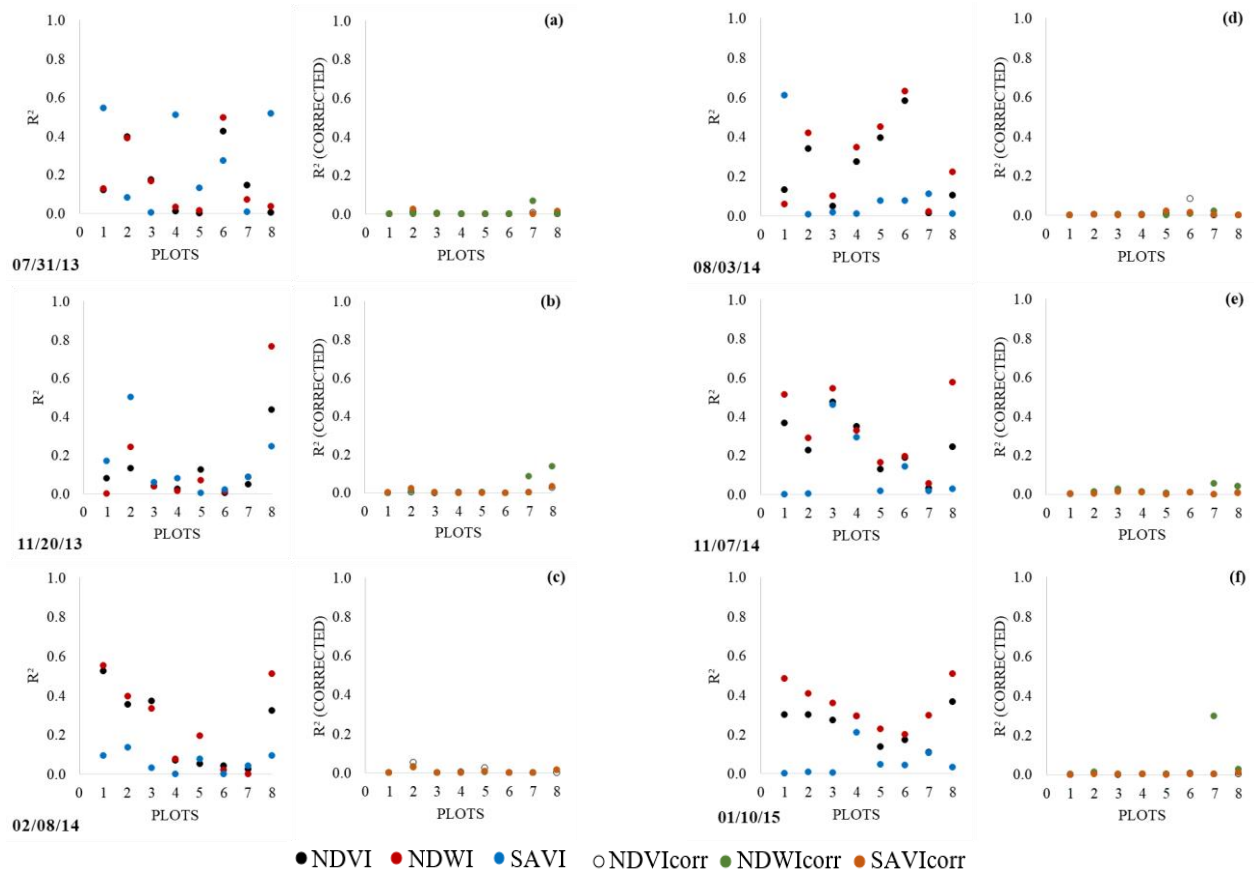 (a)
1.0
0.8
0.6
0.4
0.2
0.0
R²
0 1 2 3 4 5 6 7 8
PLOTS
07/31/13
1.0
0.8
0.6
0.4
0.2
0.0
R² (CORRECTED)
0 1 2 3 4 5 6 7 8
PLOTS
(d)
1.0
0.8
0.6
0.4
0.2
0.0
R²
0 1 2 3 4 5 6 7 8
PLOTS
08/03/14
1.0
0.8
0.6
0.4
0.2
0.0
R² (CORRECTED)
0 1 2 3 4 5 6 7 8
PLOTS
(b)
1.0
0.8
0.6
0.4
0.2
0.0
R²
0 1 2 3 4 5 6 7 8
PLOTS
11/20/13
1.0
0.8
0.6
0.4
0.2
0.0
R² (CORRECTED)
0 1 2 3 4 5 6 7 8
PLOTS
(e)
1.0
0.8
0.6
0.4
0.2
0.0
R²
0 1 2 3 4 5 6 7 8
PLOTS
11/07/14
1.0
0.8
0.6
0.4
0.2
0.0
R² (CORRECTED)
0 1 2 3 4 5 6 7 8
PLOTS
(c)
1.0
0.8
0.6
0.4
0.2
0.0
R²
0 1 2 3 4 5 6 7 8
PLOTS
02/08/14
1.0
0.8
0.6
0.4
0.2
0.0
R² (CORRECTED)
0 1 2 3 4 5 6 7 8
PLOTS
(f)
1.0
0.8
0.6
0.4
0.2
0.0
R²
0 1 2 3 4 5 6 7 8
PLOTS
01/10/15
1.0
0.8
0.6
0.4
0.2
0.0
R² (CORRECTED)
0 1 2 3 4 5 6 7 8
PLOTS
NDVI NDWI SAVI NDVIcorr NDWIcorr SAVIcorr